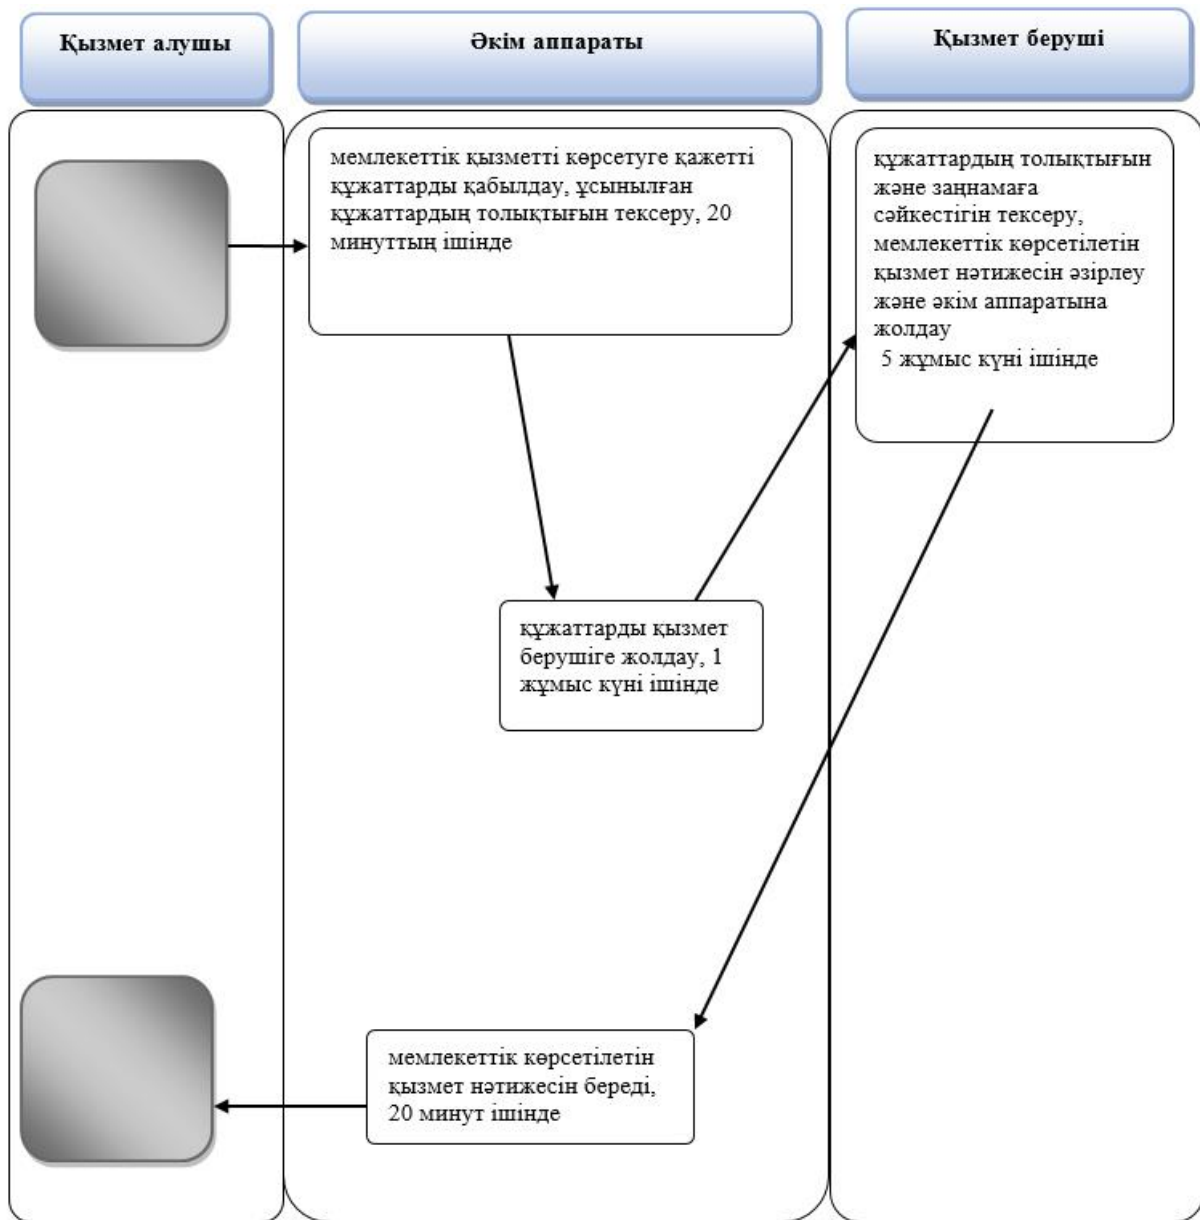 Қызмет алушы
Әкім аппараты
Қызмет беруші
мемлекеттік қызметті көрсетуге қажетті
құжаттарды қабылдау, ұсынылған
құжаттардың толықтығын тексеру, 20
минуттың ішінде
құжаттардың толықтығын
және заңнамаға
сәйкестігін тексеру,
мемлекеттік көрсетілетін
қызмет нәтижесін әзірлеу
және әкім аппаратына
жолдау
5 жұмыс күні ішінде
құжаттарды қызмет
берушіге жолдау, 1
жұмыс күні ішінде
мемлекеттік көрсетілетін
қызмет нәтижесін береді,
20 минут ішінде